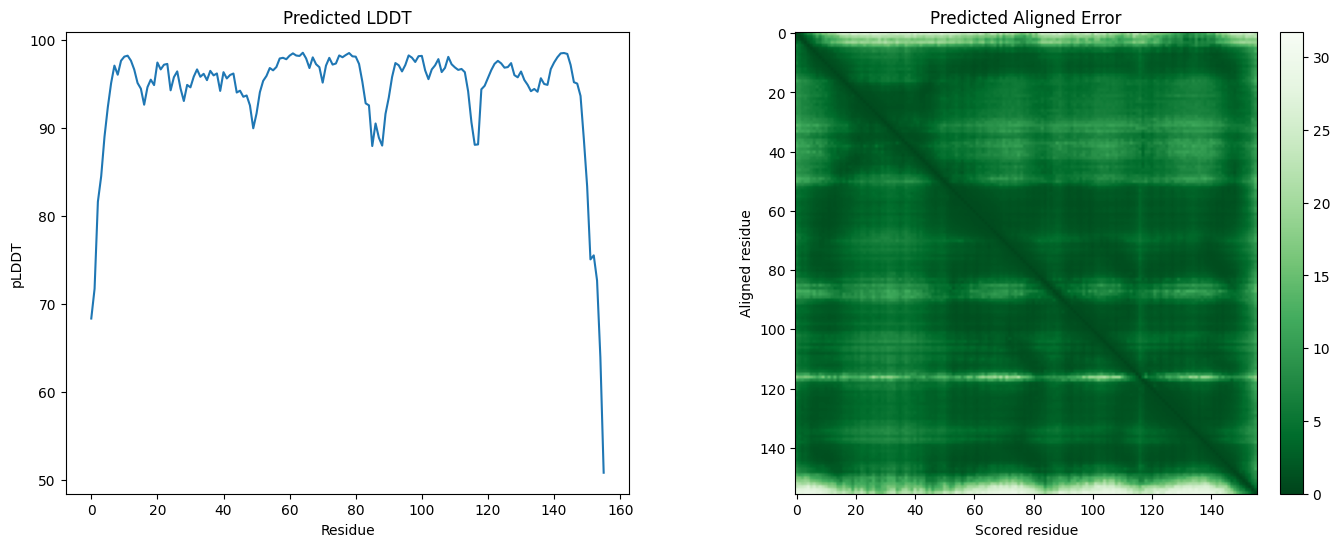 Predicted LDDT
100
90
80
70
60
50
pLDDT
0 20 40 60 80 100 120 140 160
Residue
Predicted Aligned Error
0
20
40
60
80
100
120
140
Aligned residue
0 20 40 60 80 100 120 140
Scored residue
30
25
20
15
10
5
0